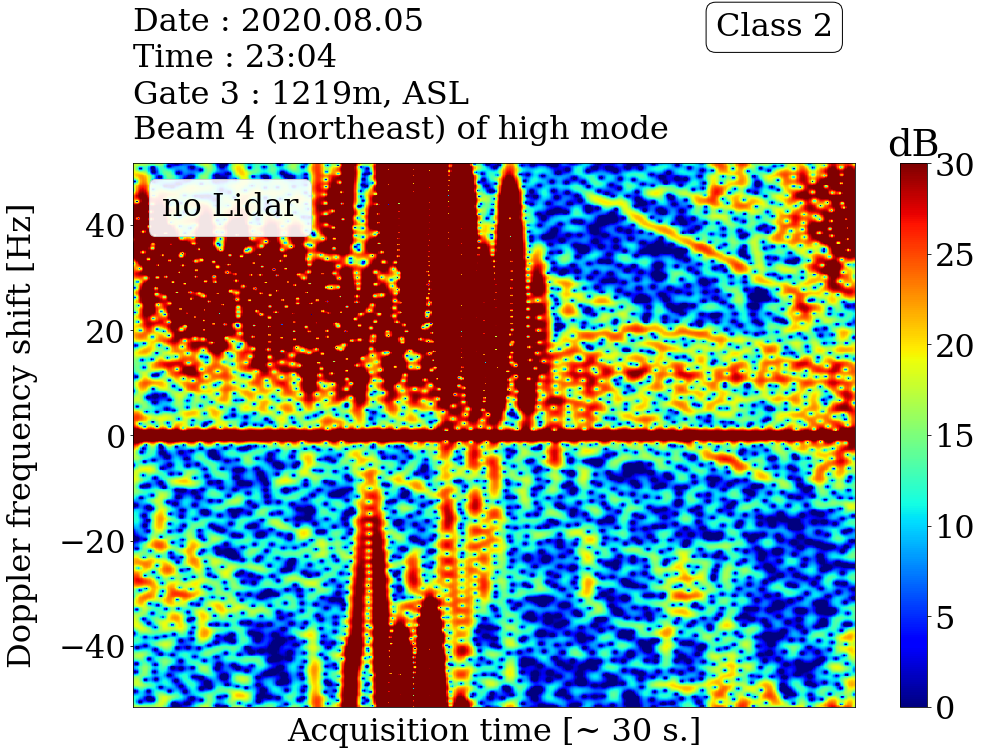 Date : 2020.08.05
Time : 23:04
Gate 3 : 1219m, ASL
Beam 4 (northeast) of high mode
Class 2
dB
no Lidar
Doppler frequency shift [Hz]
40
20
0
−20
−40
30
25
20
15
10
5
0
Acquisition time [~ 30 s.]